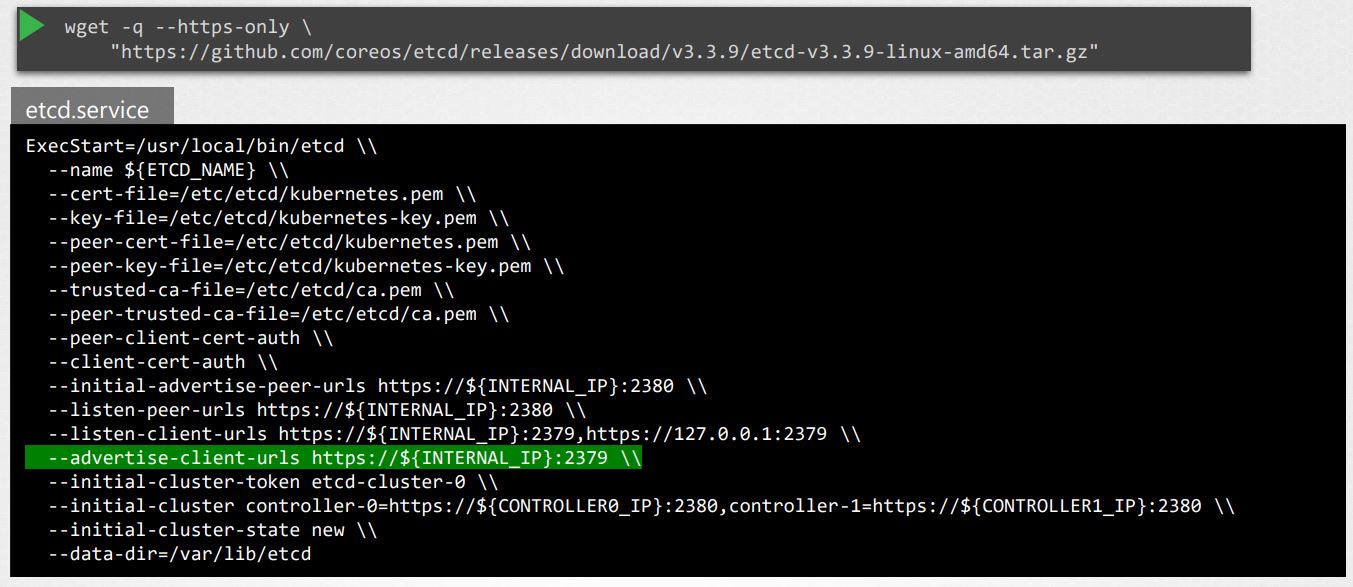 wget -q --https-only \
"https://github.com/coreos/etcd/releases/download/v3.3.9/etcd-v3.3.9-linux-amd64.tar.gz"
etcd.service
ExecStart=/usr/local/bin/etcd \\
--name ${ETCD_NAME} \\
--cert-file=/etc/etcd/kubernetes.pem \\
--key-file=/etc/etcd/kubernetes-key.pem \\
--peer-cert-file=/etc/etcd/kubernetes.pem \\
--peer-key-file=/etc/etcd/kubernetes-key.pem \\
--trusted-ca-file=/etc/etcd/ca.pem \\
--peer-trusted-ca-file=/etc/etcd/ca.pem \\
--peer-client-cert-auth \\
--client-cert-auth \\
--initial-advertise-peer-urls https://${INTERNAL_IP}:2380 \\
--listen-peer-urls https://${INTERNAL_IP}:2380 \\
--listen-client-urls https://${INTERNAL_IP}:2379,https://127.0.0.1:2379 \\
--advertise-client-urls https://${INTERNAL_IP}:2379 \\
--initial-cluster-token etcd-cluster-0 \\
--initial-cluster controller-0=https://${CONTROLLER0_IP}:2380,controller-1=https://${CONTROLLER1_IP}:2380 \\
--initial-cluster-state new \\
--data-dir=/var/lib/etcd